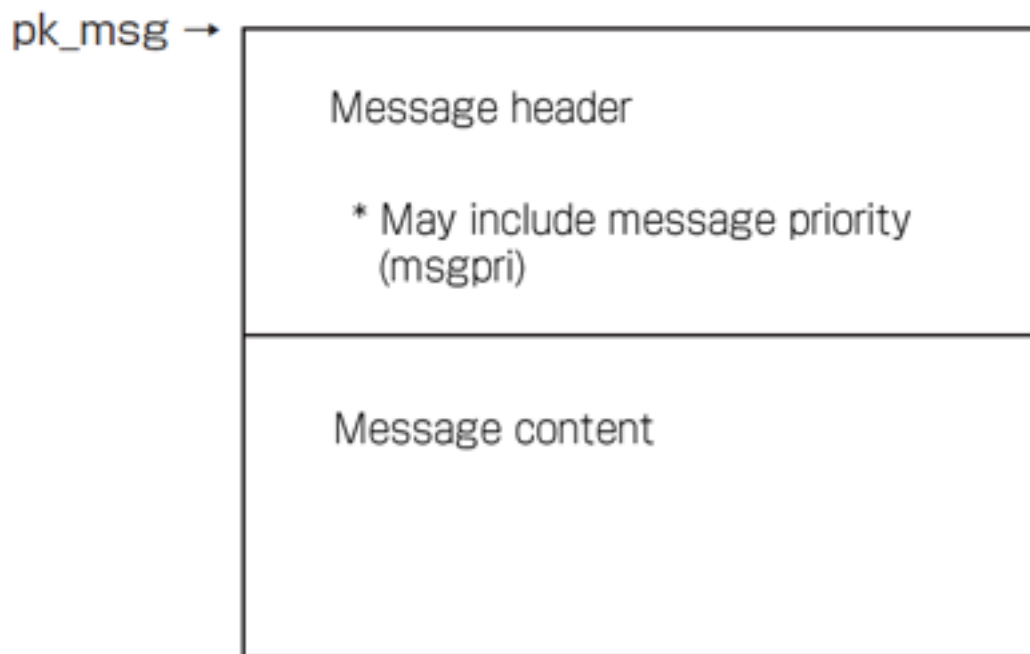 pk_msg →
Message header
* May include message priority
(msgpri)
Message content